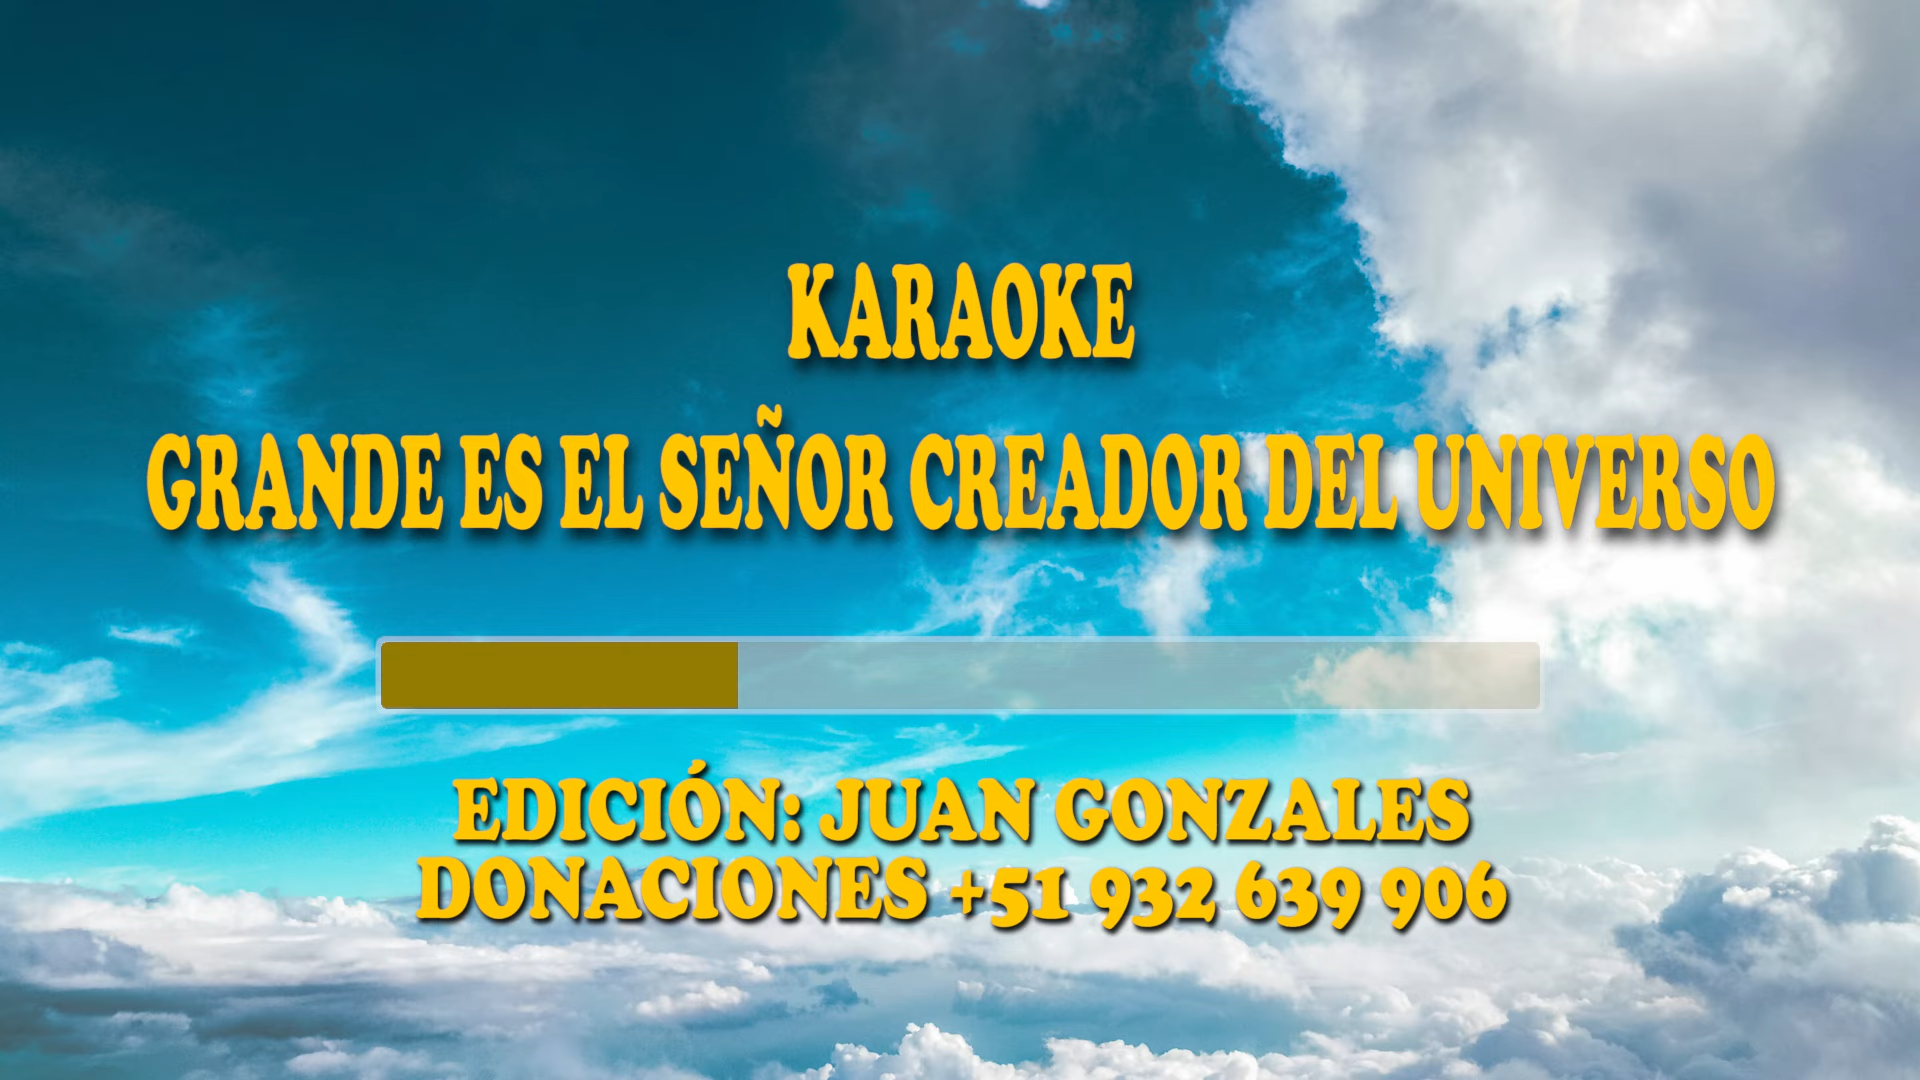 KARAOKE
GRANDE ES EL SEÑOR CREADOR DEL UNIVERSO
EDICIÓN: JUAN GONZALES
DONACIONES +51 932 639 906